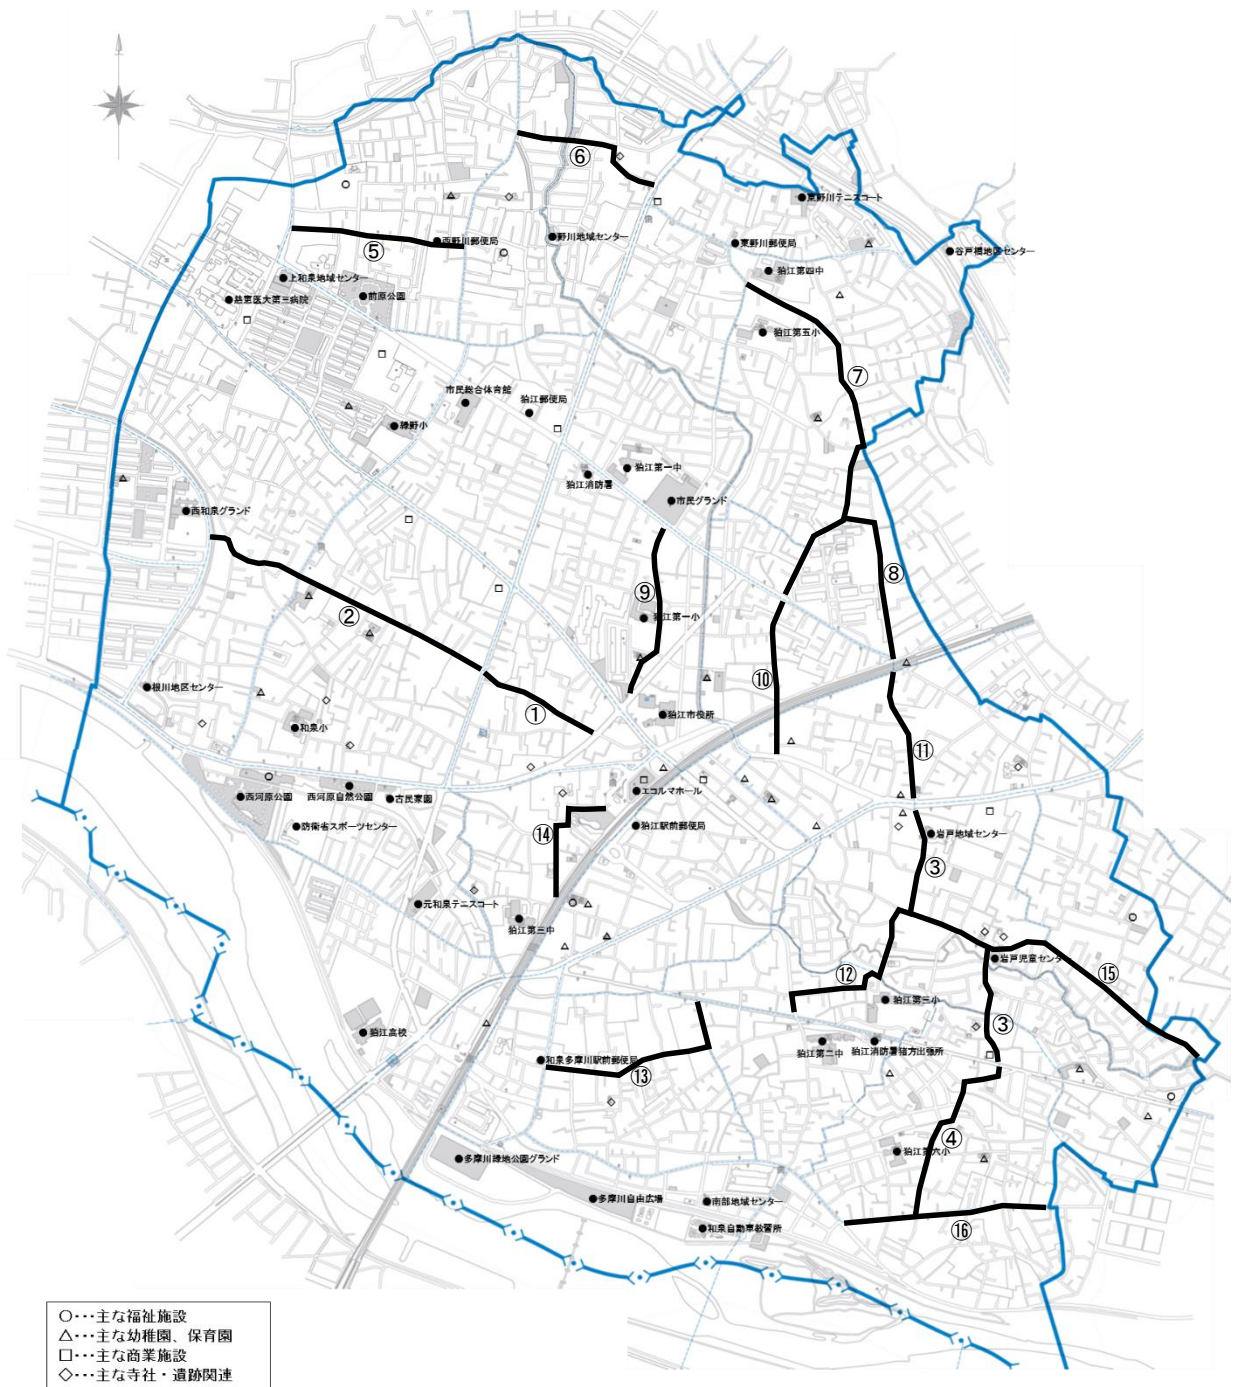 ⑥
東野川テニスコート
⑤
西野川郵便局
野川地域センター
東野川郵便局
谷戸橋地区センター
狛江第四中
上和泉地域センター
慈恵医大第三病院
前原公園
狛江第五小
⑦
市民総合体育館
狛江郵便局
緑野小
狛江第一中
狛江消防署
市民グランド
西和泉グランド
⑧
⑨
狛江第一小
②
⑩
根川地区センター
①
狛江市役所
和泉小
⑪
西河原公園
西河原自然公園
古民家園
エコルマホール
防衛省スポーツセンター
⑭
狛江駅前郵便局
岩戸地域センター
③
元和泉テニスコート
狛江第三中
岩戸児童センタ
⑫
⑮
狛江第三小
③
狛江高校
狛江第二中
狛江消防署猪方出張所
和泉多摩川駅前郵便局
⑬
④
狛江第六小
多摩川緑地公園グランド
多摩川自由広場
南部地域センター
和泉自動車教習所
⑯
○・・・主な福祉施設
△・・・主な幼稚園、保育園
□・・・主な商業施設
◇・・・主な寺社・遺跡関連